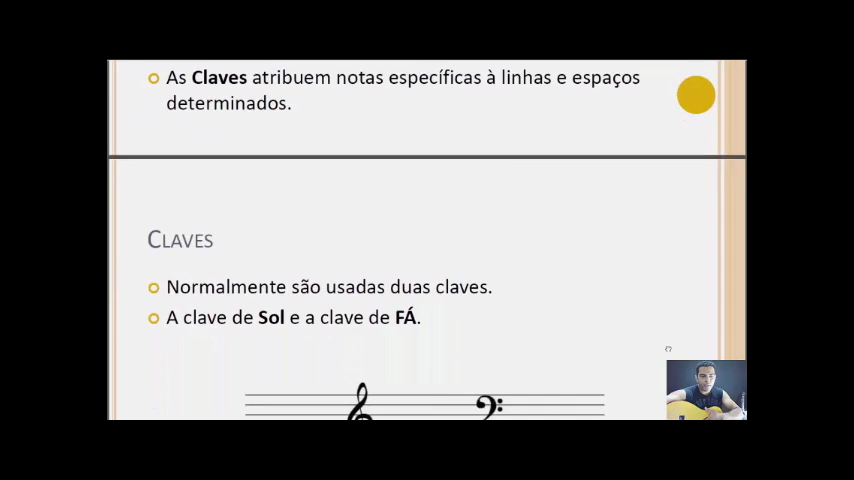 As Claves atribuem notas específicas à linhas e espaços
determinados.
CLAVES
Normalmente são usadas duas claves.
A clave de Sol e a clave de FÁ.